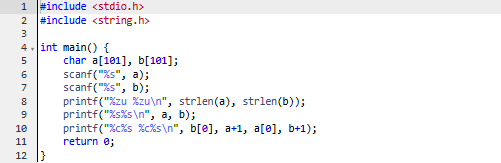 1 #include <stdio.h>
2 #include <string.h>
3
4 int main() {
5     char a[101], b[101];
6     scanf("%s", a);
7     scanf("%s", b);
8     printf("%zu %zu\n", strlen(a), strlen(b));
9     printf("%s%s\n", a, b);
10     printf("%c%s %c%s\n", b[0], a+1, a[0], b+1);
11     return 0;
12 }